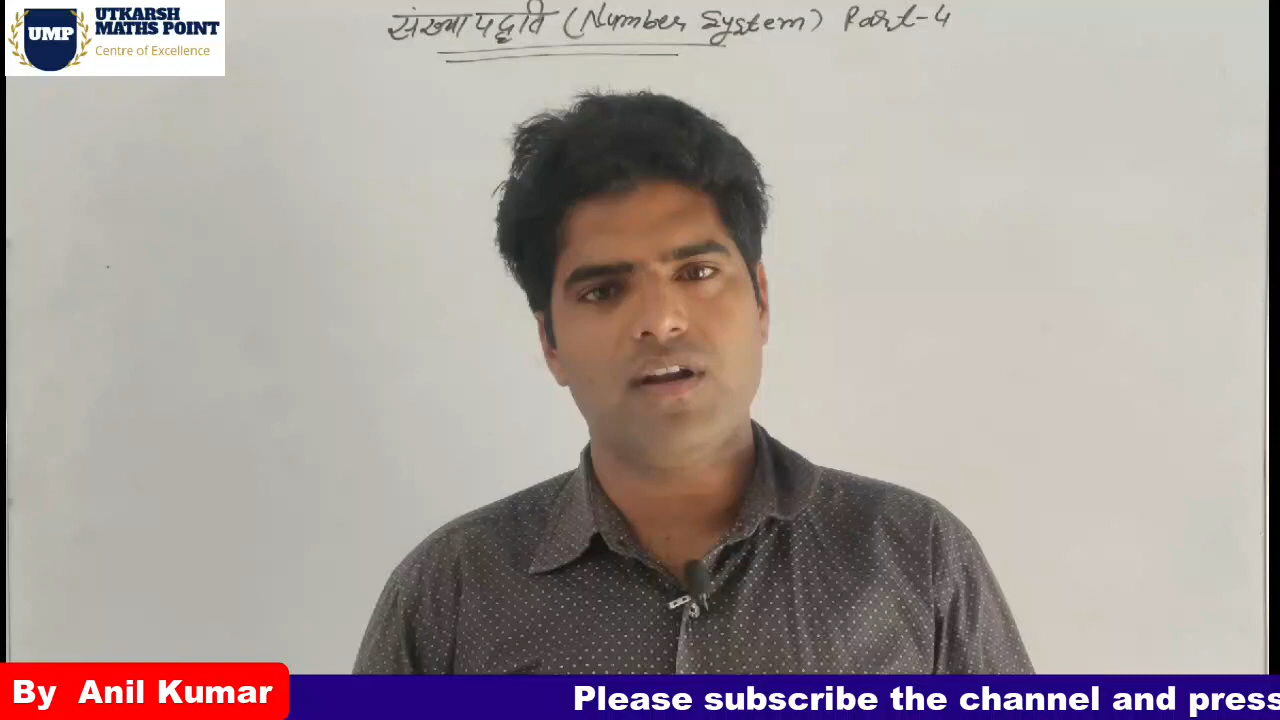 UTKARSH
MATHS POINT
UMP
Centre of Excellence
संख्या पद्धति (Number System) Part-4
By Anil Kumar
Please subscribe the channel and press